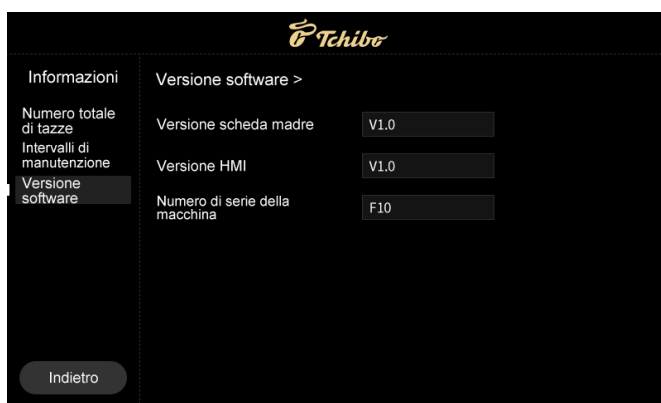 Tchibo
Informazioni
Numero totale
di tazze
Intervalli di
manutenzione
Versione
software
Indietro
Versione software >
Versione scheda madre
V1.0
Versione HMI
V1.0
Numero di serie della
macchina
F10